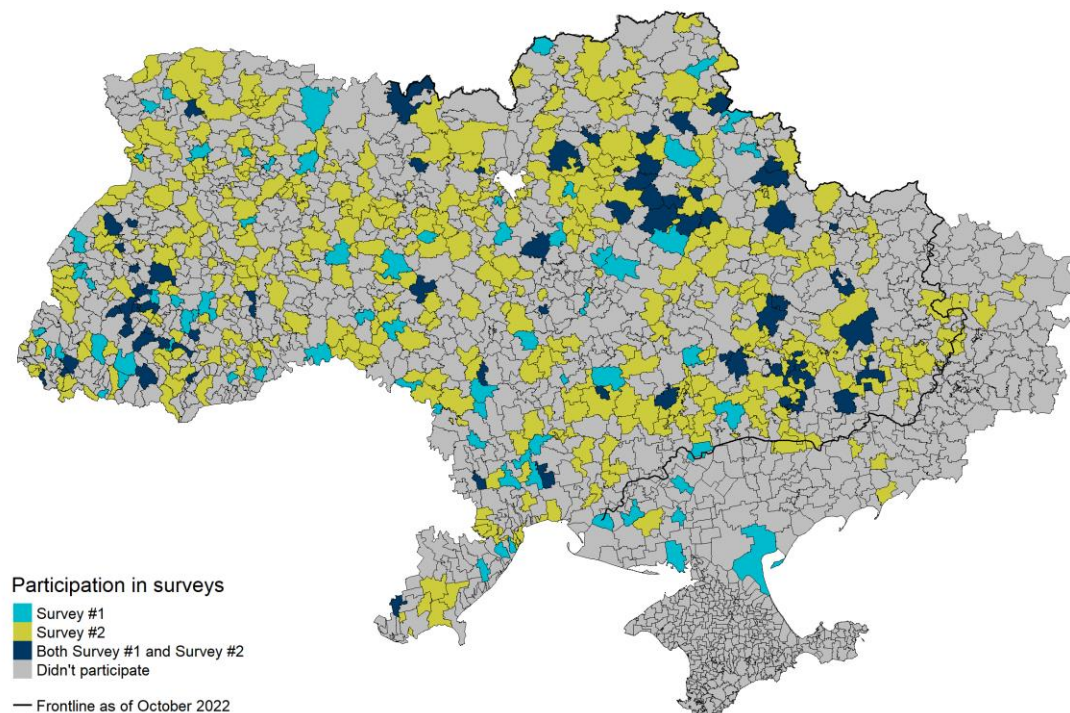 Participation in surveys
Survey #1
Survey #2
Both Survey #1 and Survey #2
Didn't participate
Frontline as of October 2022